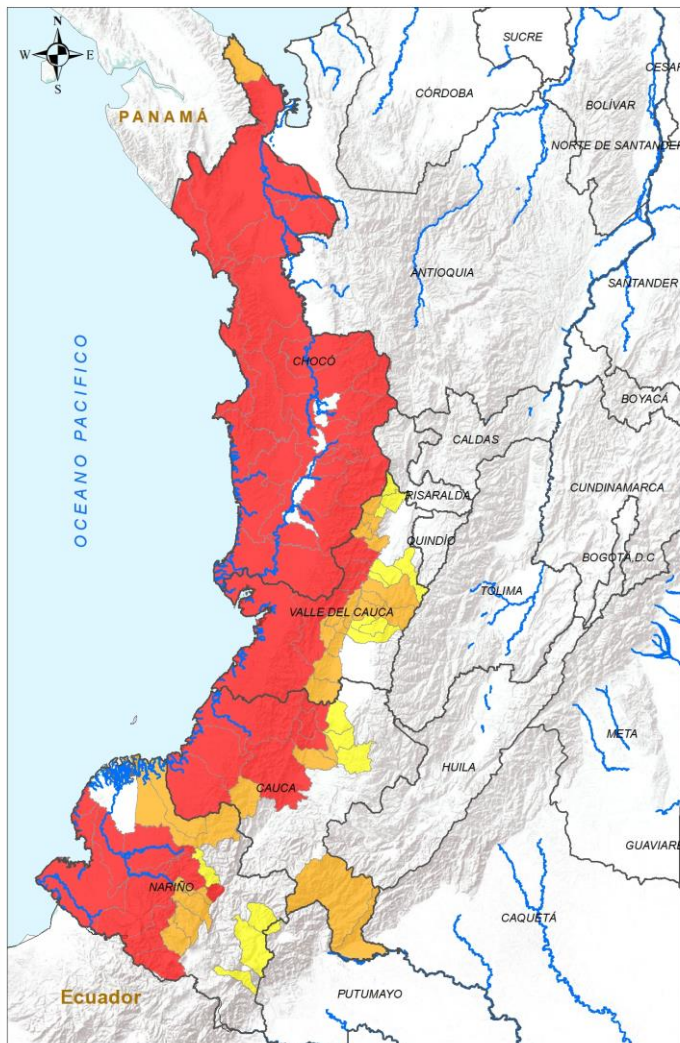 N
W E
S
SUCRE
CESAR
CÓRDOBA
PANAMÁ
BOLÍVAR
NORTE DE SANTANDER
ANTIOQUIA
SANTANDER
OCEANO PACIFICO
CHOCÓ
BOYACÁ
CALDAS
CUNDINAMARCA
RISARALDA
QUINDÍO
BOGOTÁ, D.C.
TOLIMA
VALLE DEL CAUCA
META
HUILA
CAUCA
GUAVIARE
NARIÑO
CAQUETÁ
Ecuador
PUTUMAYO